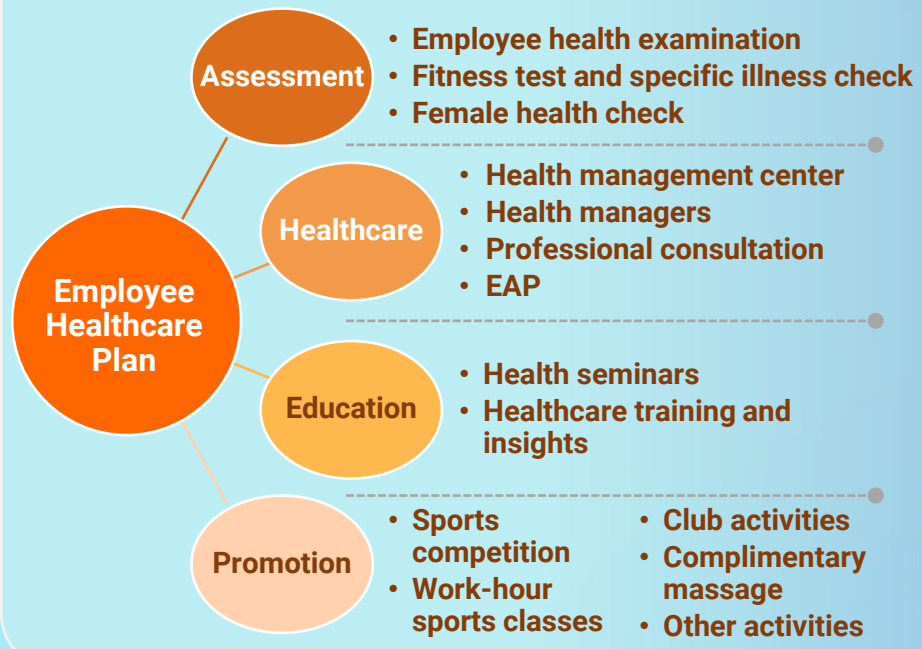 Assessment
• Employee health examination
• Fitness test and specific illness check
• Female health check
Healthcare
• Health management center
• Health managers
• Professional consultation
• EAP
Employee
Healthcare
Plan
Education
• Health seminars
• Healthcare training and
insights
Promotion
• Sports
competition
• Work-hour
sports classes
• Club activities
• Complimentary
massage
• Other activities